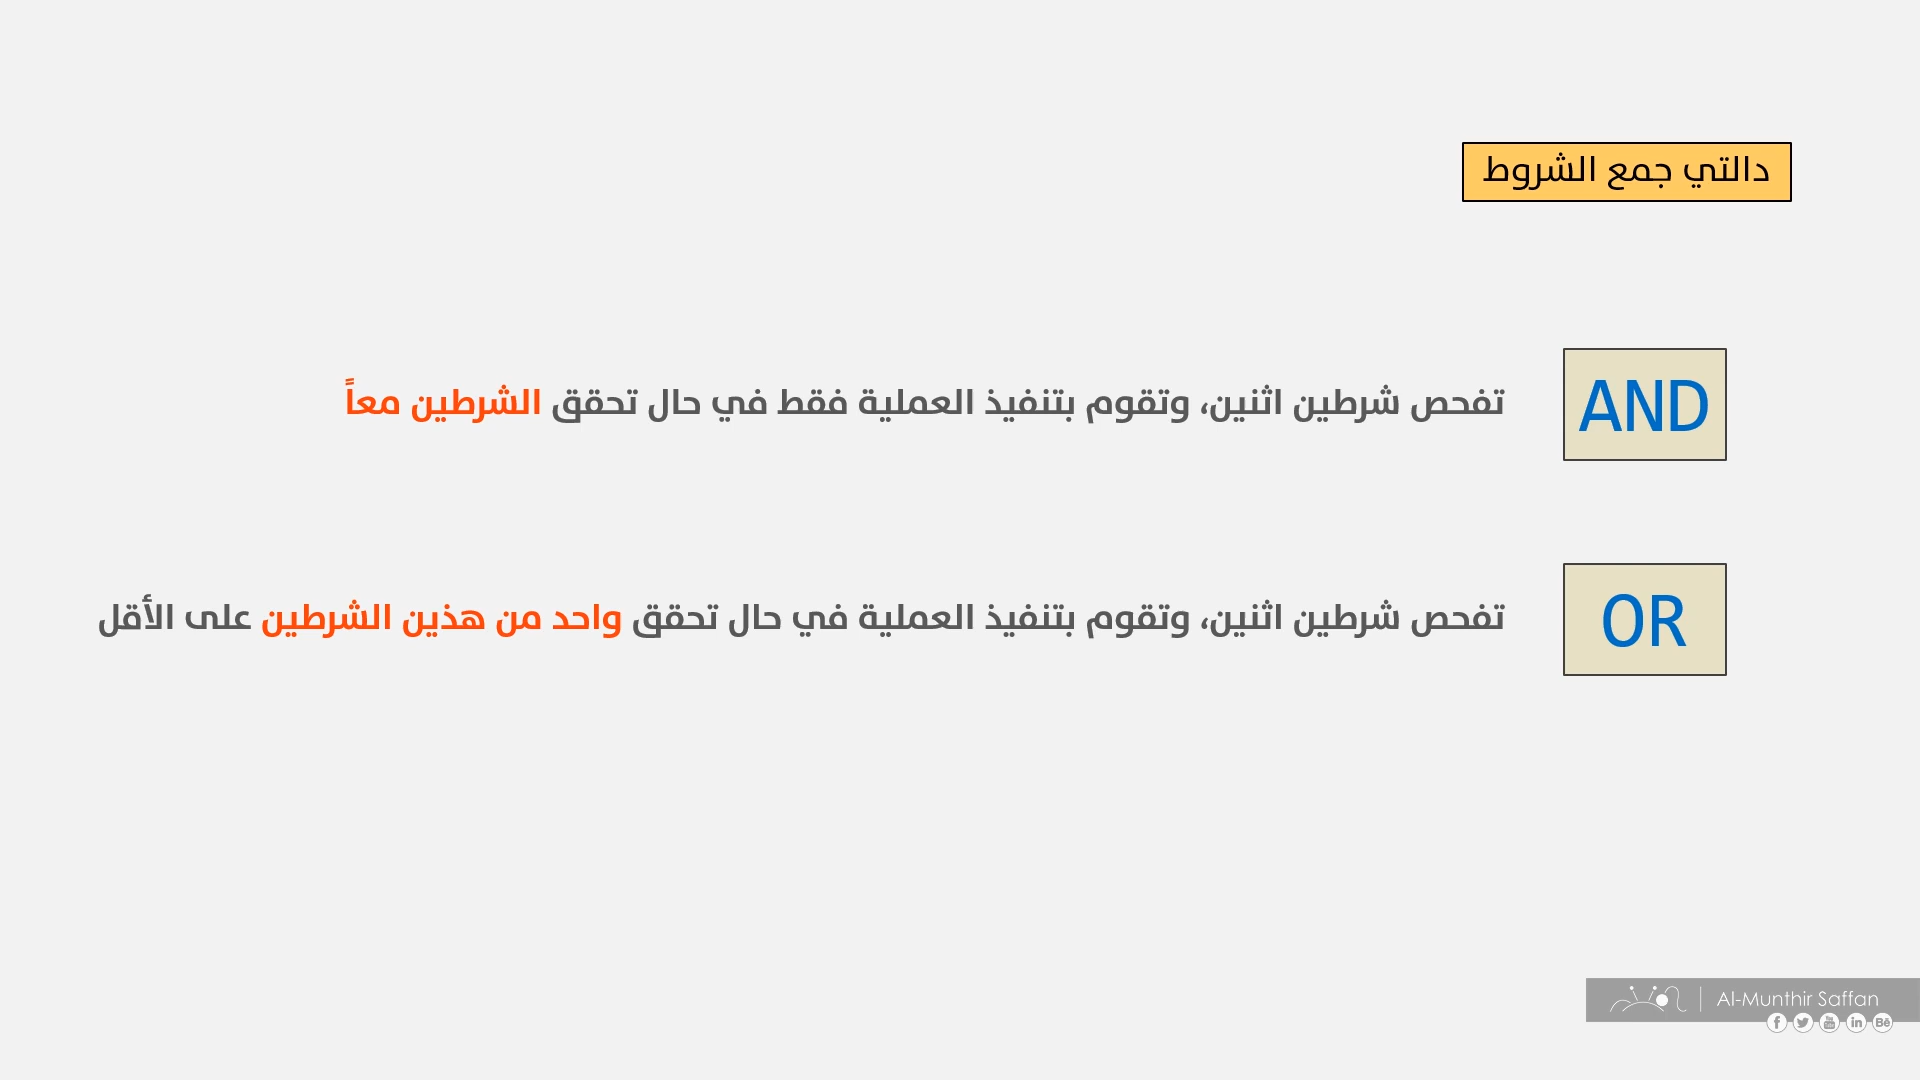 دالتي جمع الشروط
AND
تفحص شرطين اثنين، وتقوم بتنفيذ العملية فقط في حال تحقق الشرطين معاً
OR
تفحص شرطين اثنين، وتقوم بتنفيذ العملية في حال تحقق واحد من هذين الشرطين على الأقل
Al-Munthir Saffan